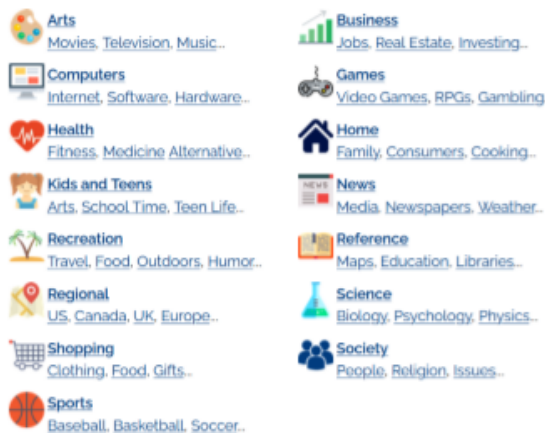 Arts
Movies, Television, Music...
Computers
Internet, Software, Hardware...
Health
Fitness, Medicine Alternative...
Kids and Teens
Arts, School Time, Teen Life...
Recreation
Travel, Food, Outdoors, Humor...
Regional
US, Canada, UK, Europe...
Shopping
Clothing, Food, Gifts...
Sports
Baseball, Basketball, Soccer...
Business
Jobs, Real Estate, Investing...
Games
Video Games, RPGs, Gambling
Home
Family, Consumers, Cooking...
NEWS
News
Media, Newspapers, Weather...
Reference
Maps, Education, Libraries...
Science
Biology, Psychology, Physics...
Society
People, Religion, Issues...